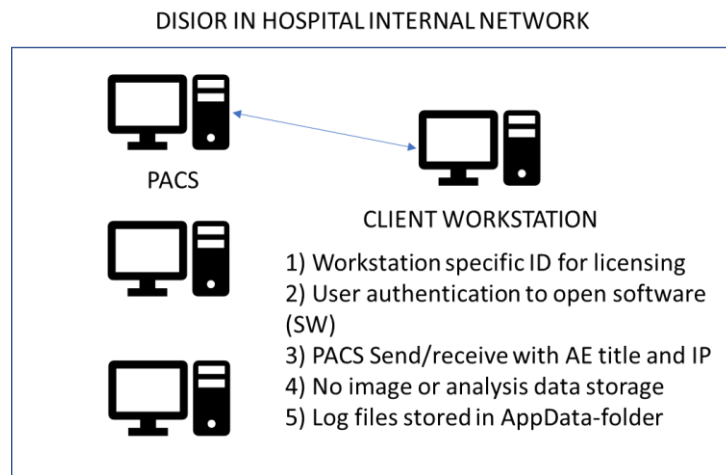 DISIOR IN HOSPITAL INTERNAL NETWORK
PACS
CLIENT WORKSTATION
1) Workstation specific ID for licensing
2) User authentication to open software
(SW)
3) PACS Send/receive with AE title and IP
4) No image or analysis data storage
5) Log files stored in AppData-folder